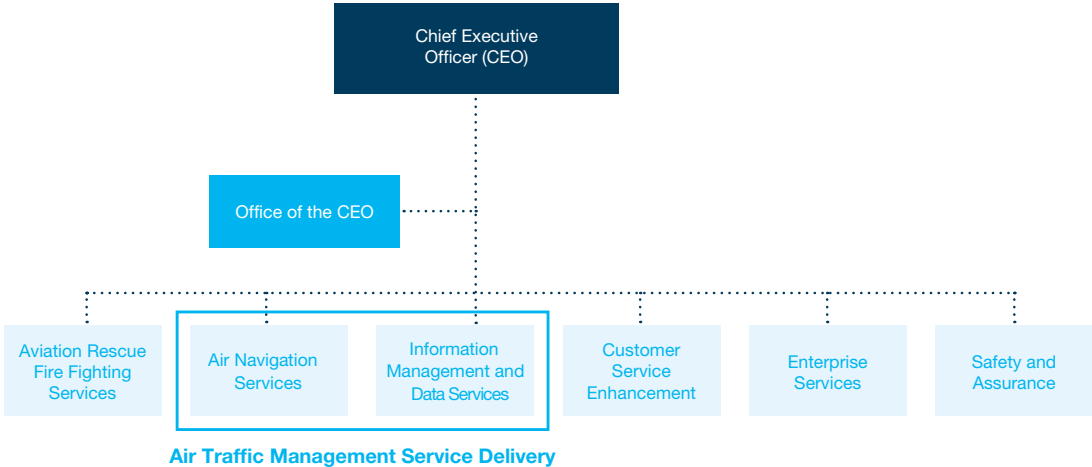 Chief Executive
Officer (CEO)
Office of the CEO
Aviation Rescue
Fire Fighting
Services
Air Navigation
Services
Information
Management and
Data Services
Customer
Service
Enhancement
Enterprise
Services
Safety and
Assurance
Air Traffic Management Service Delivery